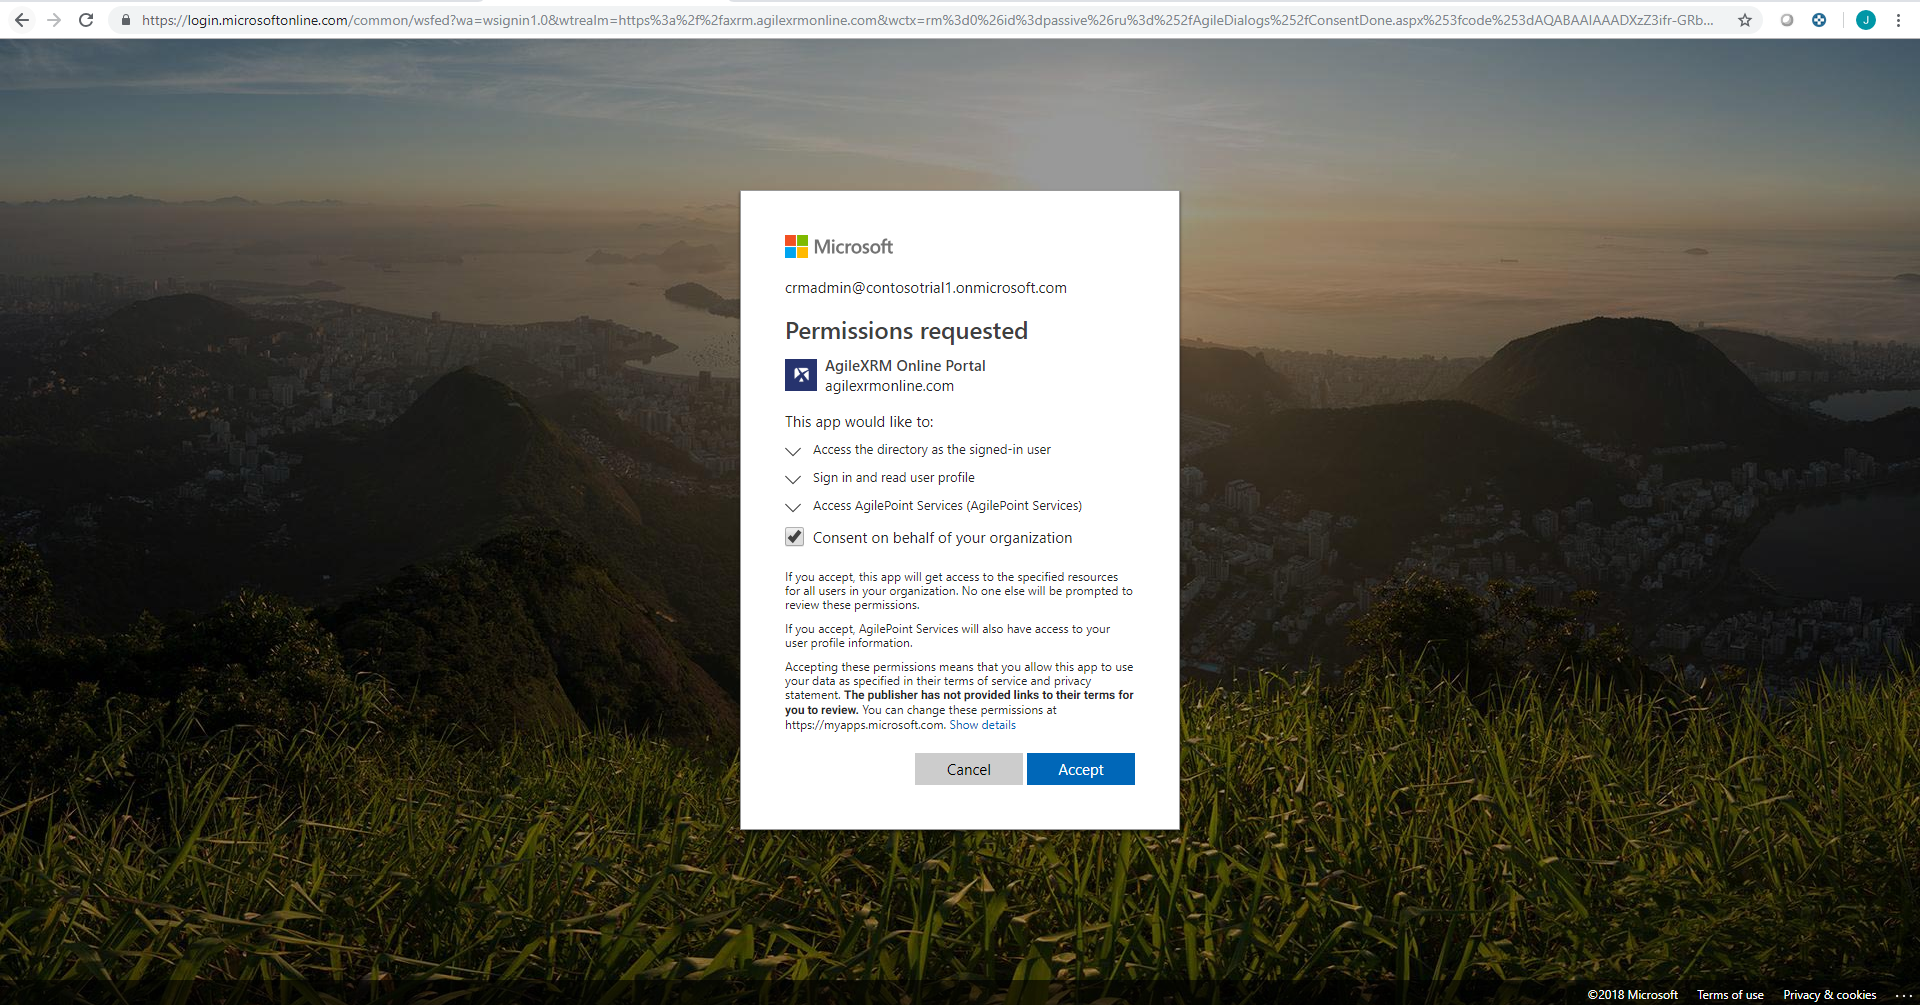 https://login.microsoftonline.com/common/wsfed?wa=wsignin1.0&wtrealm=https%3a%2f%2faxrm.agilexrmonline.com&wctx=rm%3d0%26id%3dpassive%26ru%3d%252fAgileDialogs%252fConsentDone.aspx%253fcode%253dAQABAAIAAADXzZ3ifr-GRb...
J
Microsoft
crmadmin@contosotrial1.onmicrosoft.com
Permissions requested
AgileXRM Online Portal
agilexrmonline.com
This app would like to:
Access the directory as the signed-in user
Sign in and read user profile
Access AgilePoint Services (AgilePoint Services)
Consent on behalf of your organization
If you accept, this app will get access to the specified resources
for all users in your organization. No one else will be prompted to
review these permissions.
If you accept, AgilePoint Services will also have access to your
user profile information.
Accepting these permissions means that you allow this app to use
your data as specified in their terms of service and privacy
statement. The publisher has not provided links to their terms for
you to review. You can change these permissions at
https://myapps.microsoft.com. Show details
Cancel
Accept
©2018 Microsoft Terms of use Privacy & cookies ...